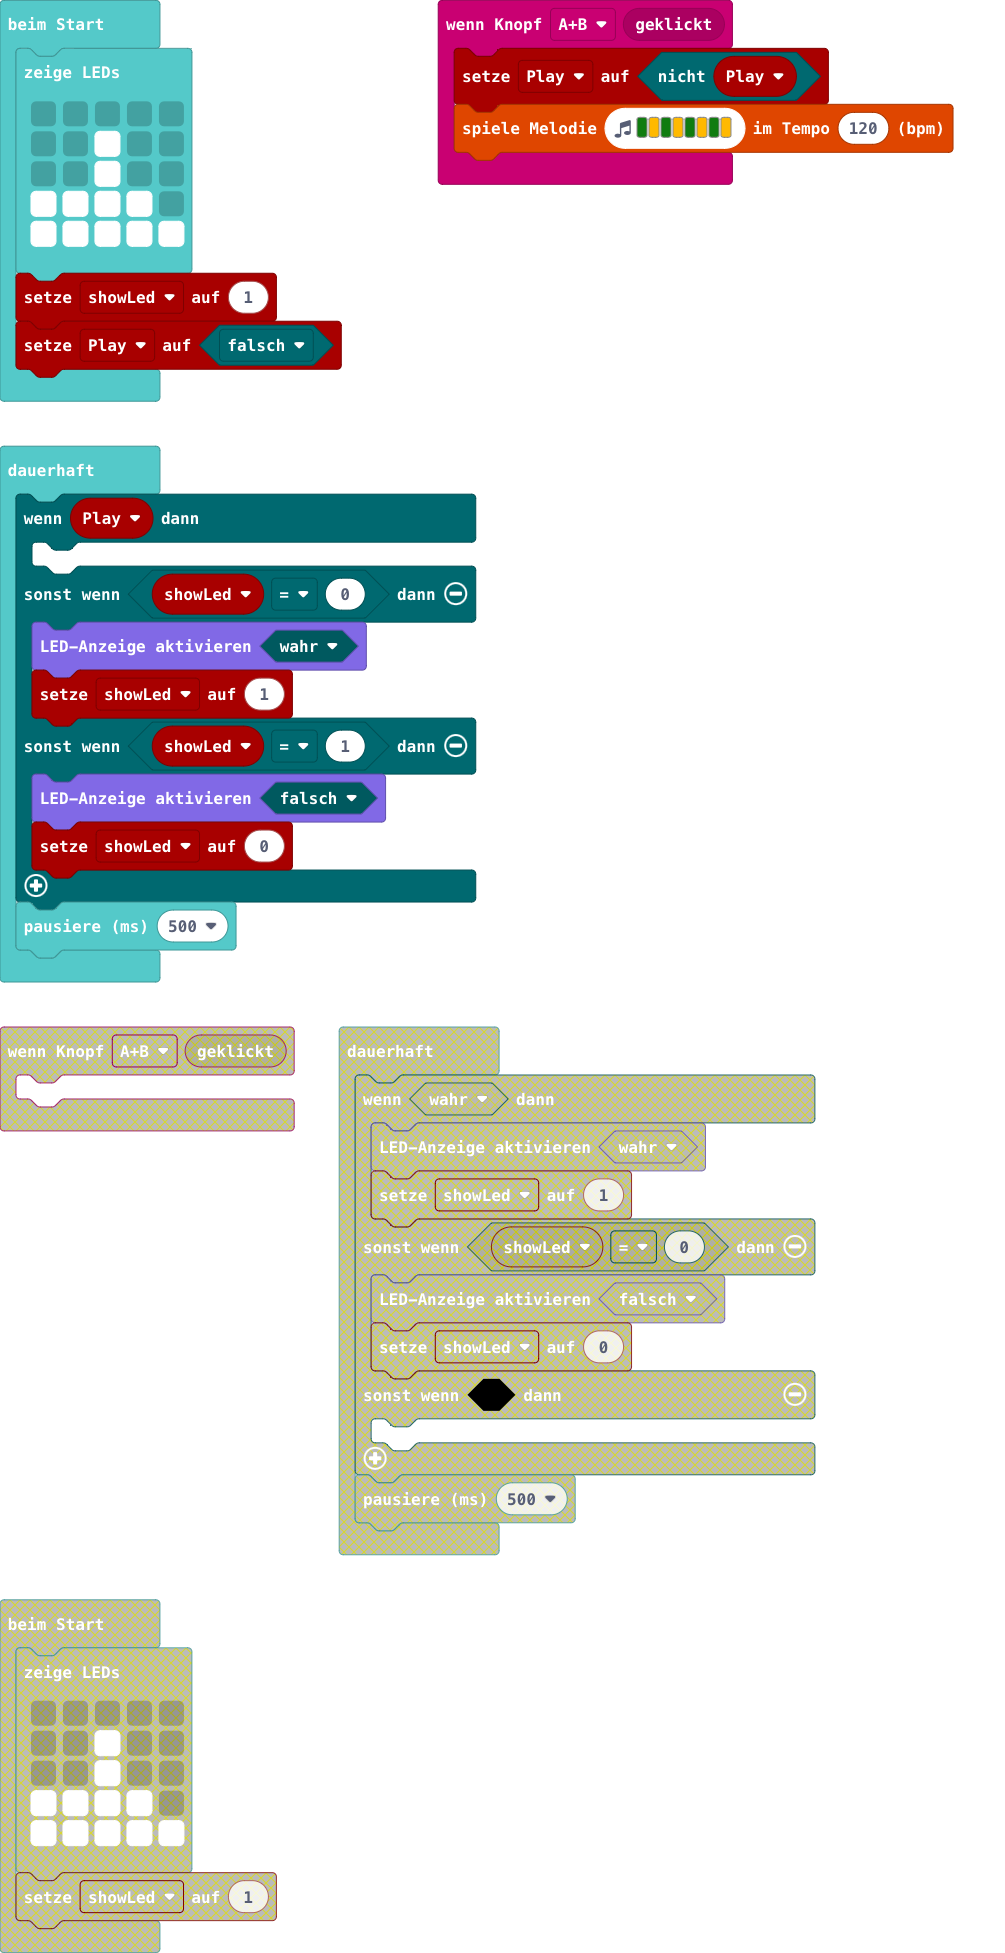 beim Start
zeige LEDs
setze showLed auf 1
setze Play auf falsch
wenn Knopf A+B geklickt
setze Play auf nicht Play
spiele Melodie im Tempo 120 (bpm)
dauerhaft
wenn Play dann
sonst wenn showLed = 0 dann
LED-Anzeige aktivieren wahr
setze showLed auf 1
sonst wenn showLed = 1 dann
LED-Anzeige aktivieren falsch
setze showLed auf 0
pausiere (ms) 500
wenn Knopf A+B geklickt
dauerhaft
wenn wahr dann
LED-Anzeige aktivieren wahr
setze showLed auf 1
sonst wenn showLed = 0 dann
LED-Anzeige aktivieren falsch
setze showLed auf 0
sonst wenn dann
pausiere (ms) 500
beim Start
zeige LEDs
setze showLed auf 1